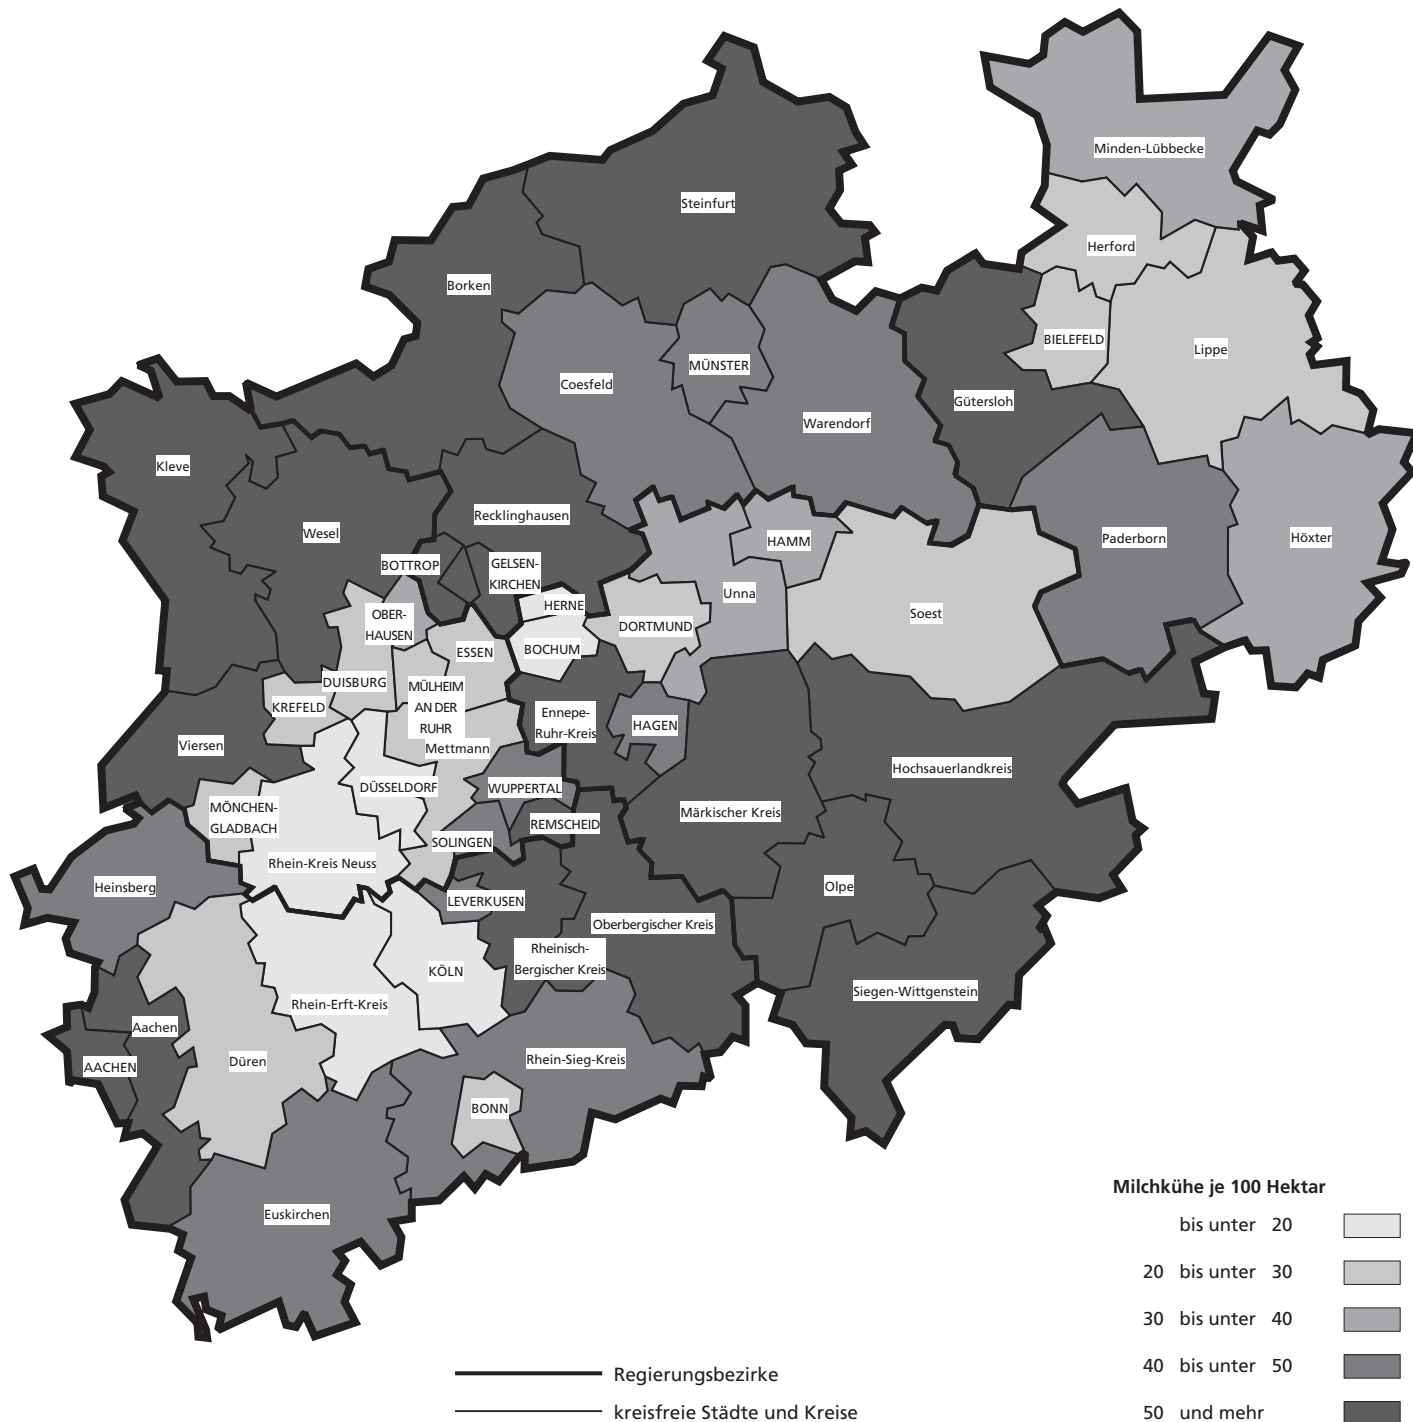 Minden-Lübbecke
Steinfurt
Herford
Borken
BIELEFELD
Lippe
MÜNSTER
Coesfeld
Gütersloh
Warendorf
Kleve
Recklinghausen
Wesel
HAMM
Paderborn
Höxter
BOTTROP
GELSEN-
KIRCHEN
Unna
HERNE
OBER-
HAUSEN
DORTMUND
Soest
ESSEN
BOCHUM
DUISBURG
MÜLHEIM
AN DER
RUHR
KREFELD
Ennepe-
Ruhr-Kreis
HAGEN
Viersen
Mettmann
Hochsauerlandkreis
DÜSSELDORF
WUPPERTAL
MÖNCHEN-
GLADBACH
Märkischer Kreis
REMSCHEID
SOLINGEN
Rhein-Kreis Neuss
Heinsberg
Olpe
LEVERKUSEN
Oberbergischer Kreis
Rheinisch-
Bergischer Kreis
KÖLN
Siegen-Wittgenstein
Rhein-Erft-Kreis
Aachen
AACHEN
Düren
Rhein-Sieg-Kreis
BONN
Euskirchen
Milchkühe je 100 Hektar
bis unter 20
20 bis unter 30
30 bis unter 40
40 bis unter 50
50 und mehr
Regierungsbezirke
kreisfreie Städte und Kreise